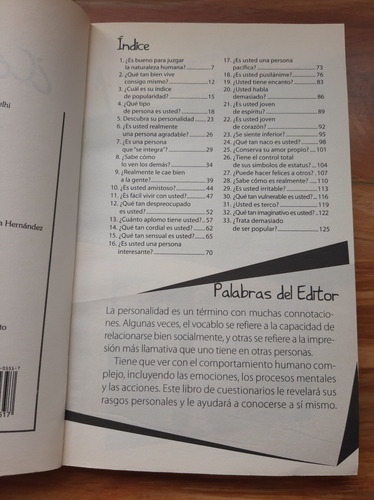 Índice
1. ¿Es bueno para juzgar
la naturaleza humana? 7
2. ¿Qué tan bien vive
consigo mismo? 12
3. ¿Cuál es su índice
de popularidad? 15
4. ¿Qué tipo
de persona es usted? 18
5. Descubra su personalidad 23
6. ¿Es usted realmente
una persona agradable? 26
7. ¿Es una persona
que "se integra"? 29
8. ¿Sabe cómo
lo ven los demás? 34
9. ¿Realmente le cae bien
a la gente? 39
10. ¿Es usted amistoso? 44
11. ¿Es fácil vivir con usted? 47
12. ¿Qué tan despreocupado
es usted? 52
13. ¿Cuánto aplomo tiene usted? 57
14. ¿Qué tan cordial es usted? 62
15. ¿Qué tan sensual es usted? 65
16. ¿Es usted una persona
interesante? 70
17. ¿Es usted una persona
pacífica? 73
18. ¿Es usted pusilánime? 76
19. ¿Usted tiene encanto? 83
20. ¿Usted habla
demasiado? 86
21. ¿Es usted joven
de espíritu? 89
22. ¿Es usted joven
de corazón? 92
23. ¿Se siente inferior? 95
24. ¿Qué tan naco es usted? 98
25. ¿Conserva su amor propio? 101
26. ¿Tiene el control total
de sus símbolos de estatus? 104
27. ¿Puede hacer felices a otros? 107
28. ¿Sabe cómo es realmente? 110
29. ¿Es usted irritable? 113
30. ¿Qué tan vulnerable es usted? 116
31. ¿Usted es terco? 119
32. ¿Qué tan imaginativo es usted? 122
33. ¿Trata demasiado
de ser popular? 125
Palabras del Editor
La personalidad es un término con muchas connotacio-
nes. Algunas veces, el vocablo se refiere a la capacidad de
relacionarse bien socialmente, y otras se refiere a la impre-
sión más llamativa que uno tiene en otras personas.
Tiene que ver con el comportamiento humano com-
plejo, incluyendo las emociones, los procesos mentales
y las acciones. Este libro de cuestionarios le revelará sus
rasgos personales y le ayudará a conocerse a sí mismo.
lhi
a Hernández
to